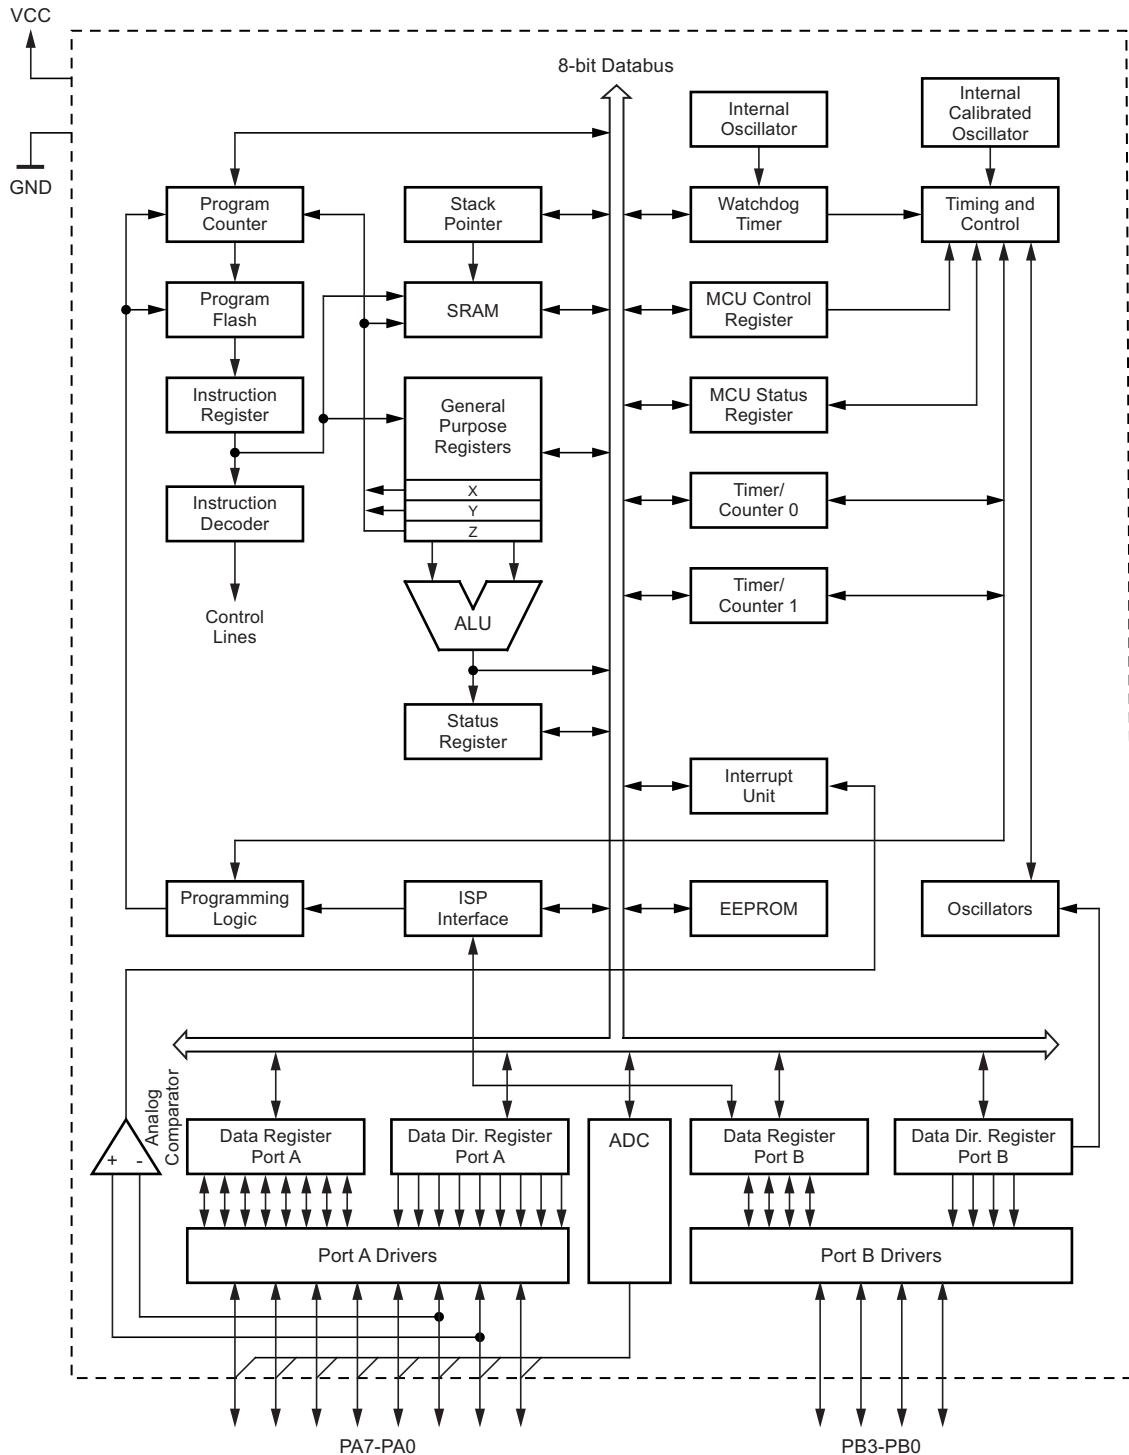 VCC
GND
8-bit Databus
Internal
Oscillator
Internal
Calibrated
Oscillator
Program
Counter
Stack
Pointer
Watchdog
Timer
Timing and
Control
Program
Flash
SRAM
MCU Control
Register
Instruction
Register
General
Purpose
Registers
X
Y
Z
MCU Status
Register
Instruction
Decoder
Timer/
Counter 0
Control
Lines
ALU
Timer/
Counter 1
Status
Register
Interrupt
Unit
Programming
Logic
ISP
Interface
EEPROM
Oscillators
Analog
Comparator
+ -
Data Register
Port A
Data Dir. Register
Port A
ADC
Data Register
Port B
Data Dir. Register
Port B
Port A Drivers
Port B Drivers
PA7-PA0
PB3-PB0